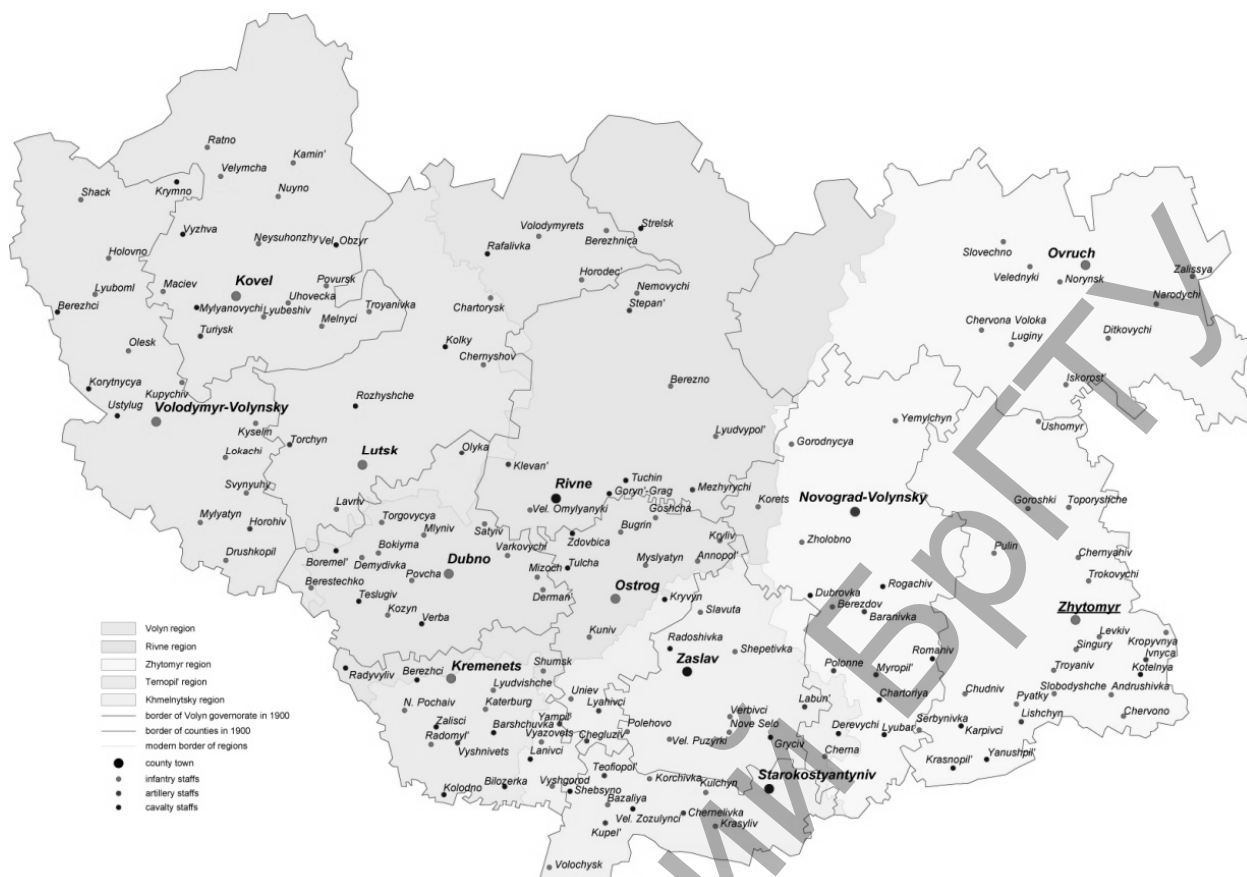 Ratno
Kamin'
Velymcha
Shack
Krymno
Nuyno
Volodymyrets
Strelsk
Berezhnica
Vyzhva
Neysuhonzhy
Vel. Obzyr
Rafalivka
Slovechno
Ovruch
Holovno
Horodec'
Velednyki
Norynsk
Zalissya
Kovel
Povursk
Nemovychi
Lyuboml
Maciev
Uhovecka
Chartorysk
Stepan'
Narodychi
Berezhci
Mylyanovychi
Lyubeshiv
Troyanivka
Melnyci
Turiysk
Chervona Voloka
Luginy
Ditkovychi
Olesk
Kolky
Chernyshov
Korytnycya
Kupychiv
Berezno
Iskorost'
Ustylug
Volodymyr-Volynsky
Rozhyshche
Kyselin
Yemylchyn
Ushomyr
Torchyn
Lyudvypol'
Gorodnycya
Lokachi
Lutsk
Olyka
Klevan'
Tuchin
Rivne
Goryn'-Grag
Mezhyrychi
Svynyuhy
Novograd-Volynsky
Goroshki
Toporyshche
Lavriv
Vel. Omylyanyki
Goshcha
Korets
Mylyatyn
Horohiv
Torgovycya
Mlyniv
Satyiv
Zdovbica
Bugrin
Kryliv
Zholobno
Pulin
Chernyahiv
Drushkopil
Boremel'
Bokiyma
Demydivka
Dubno
Varkovychi
Mizoch
Tulcha
Myslyatyn
Annopol'
Trokovychi
Berestechko
Povcha
Derman'
Ostrog
Kryvyn
Dubrovka
Rogachiv
Teslugiv
Kozyn
Verba
Slavuta
Berezdov
Baranivka
Zhytomyr
Volyn region
Kuniv
Radoshivka
Shepetivka
Levkiv
Kropyvnya
Singury
Ivnyca
Rivne region
Zhytomyr region
Radyvyliv
Berezhci
Kremenets
Shumsk
Zaslav
Polonne
Myropil'
Romaniv
Troyaniv
Kotelnya
Ternopil' region
Lyudvishche
Uniev
Chudniv
Slobodyshche
Andrushivka
Khmelnytsky region
N. Pochaiv
Katerburg
Lyahivci
Labun'
Chartoriya
Pyatky
border of Volyn governorate in 1900
Zalisci
Barshchuvka
Yampil'
Polehovo
Verbivci
Nove Selo
Derevychi
Lyubar
Serbynivka
Lishchyn
Chervono
border of counties in 1900
Radomyl'
Vyshnivets
Vyazovets
Chegluziv
Vel. Puzyrki
Gryciv
Karpivci
modern border of regions
Lanivci
Cherna
county town
Teofiopol'
Korchivka
Starokostyantyniv
Krasnopil'
Yanushpil'
infantry staffs
Kolodno
Bilozerka
Vyshgorod
Shebsyno
Kulchyn
artillery staffs
Bazaliya
Chernelivka
cavalty staffs
Vel. Zozulynci
Kupel'
Krasyliv
Volochysk
БрГТУ